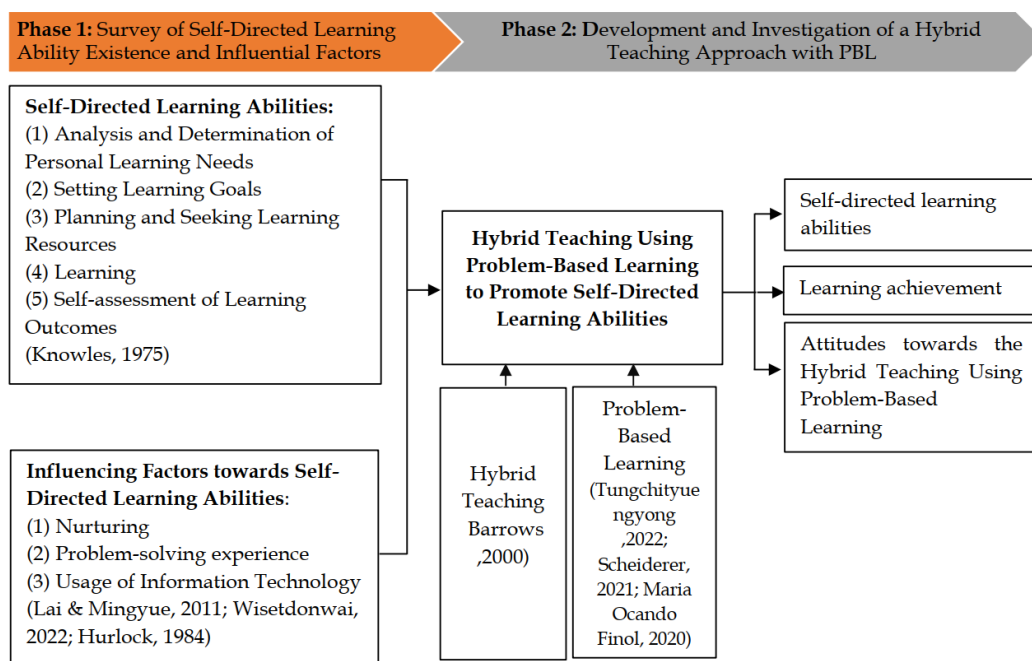 Phase 1: Survey of Self-Directed Learning
Ability Existence and Influential Factors
Phase 2: Development and Investigation of a Hybrid
Teaching Approach with PBL
Self-Directed Learning Abilities:
(1) Analysis and Determination of
Personal Learning Needs
(2) Setting Learning Goals
(3) Planning and Seeking Learning
Resources
(4) Learning
(5) Self-assessment of Learning
Outcomes
(Knowles, 1975)
Influencing Factors towards Self-
Directed Learning Abilities:
(1) Nurturing
(2) Problem-solving experience
(3) Usage of Information Technology
(Lai & Mingyue, 2011; Wisetdonwai,
2022; Hurlock, 1984)
Hybrid Teaching Using
Problem-Based Learning
to Promote Self-Directed
Learning Abilities
Hybrid
Teaching
Barrows
,2000)
Problem-
Based
Learning
(Tungchityue
ngyong
,2022;
Scheiderer,
2021; Maria
Ocando
Finol, 2020)
Self-directed learning
abilities
Learning achievement
Attitudes towards the
Hybrid Teaching Using
Problem-Based
Learning